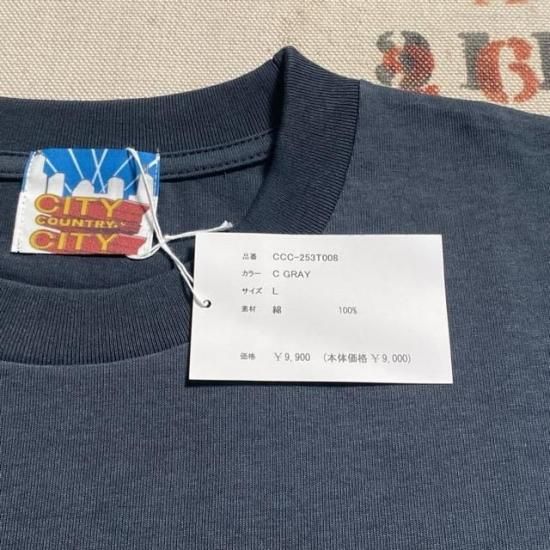 CITY
COUNTRY
CITY
品番 CCC-253T008
カラー C GRAY
サイズ L
素材 綿 100%
価格 ￥9,900 (本体価格 ￥9,000)